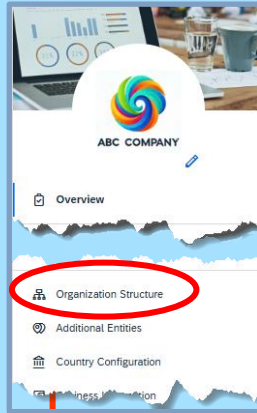 ABC COMPANY
Overview
Organization Structure
Additional Entities
Country Configuration